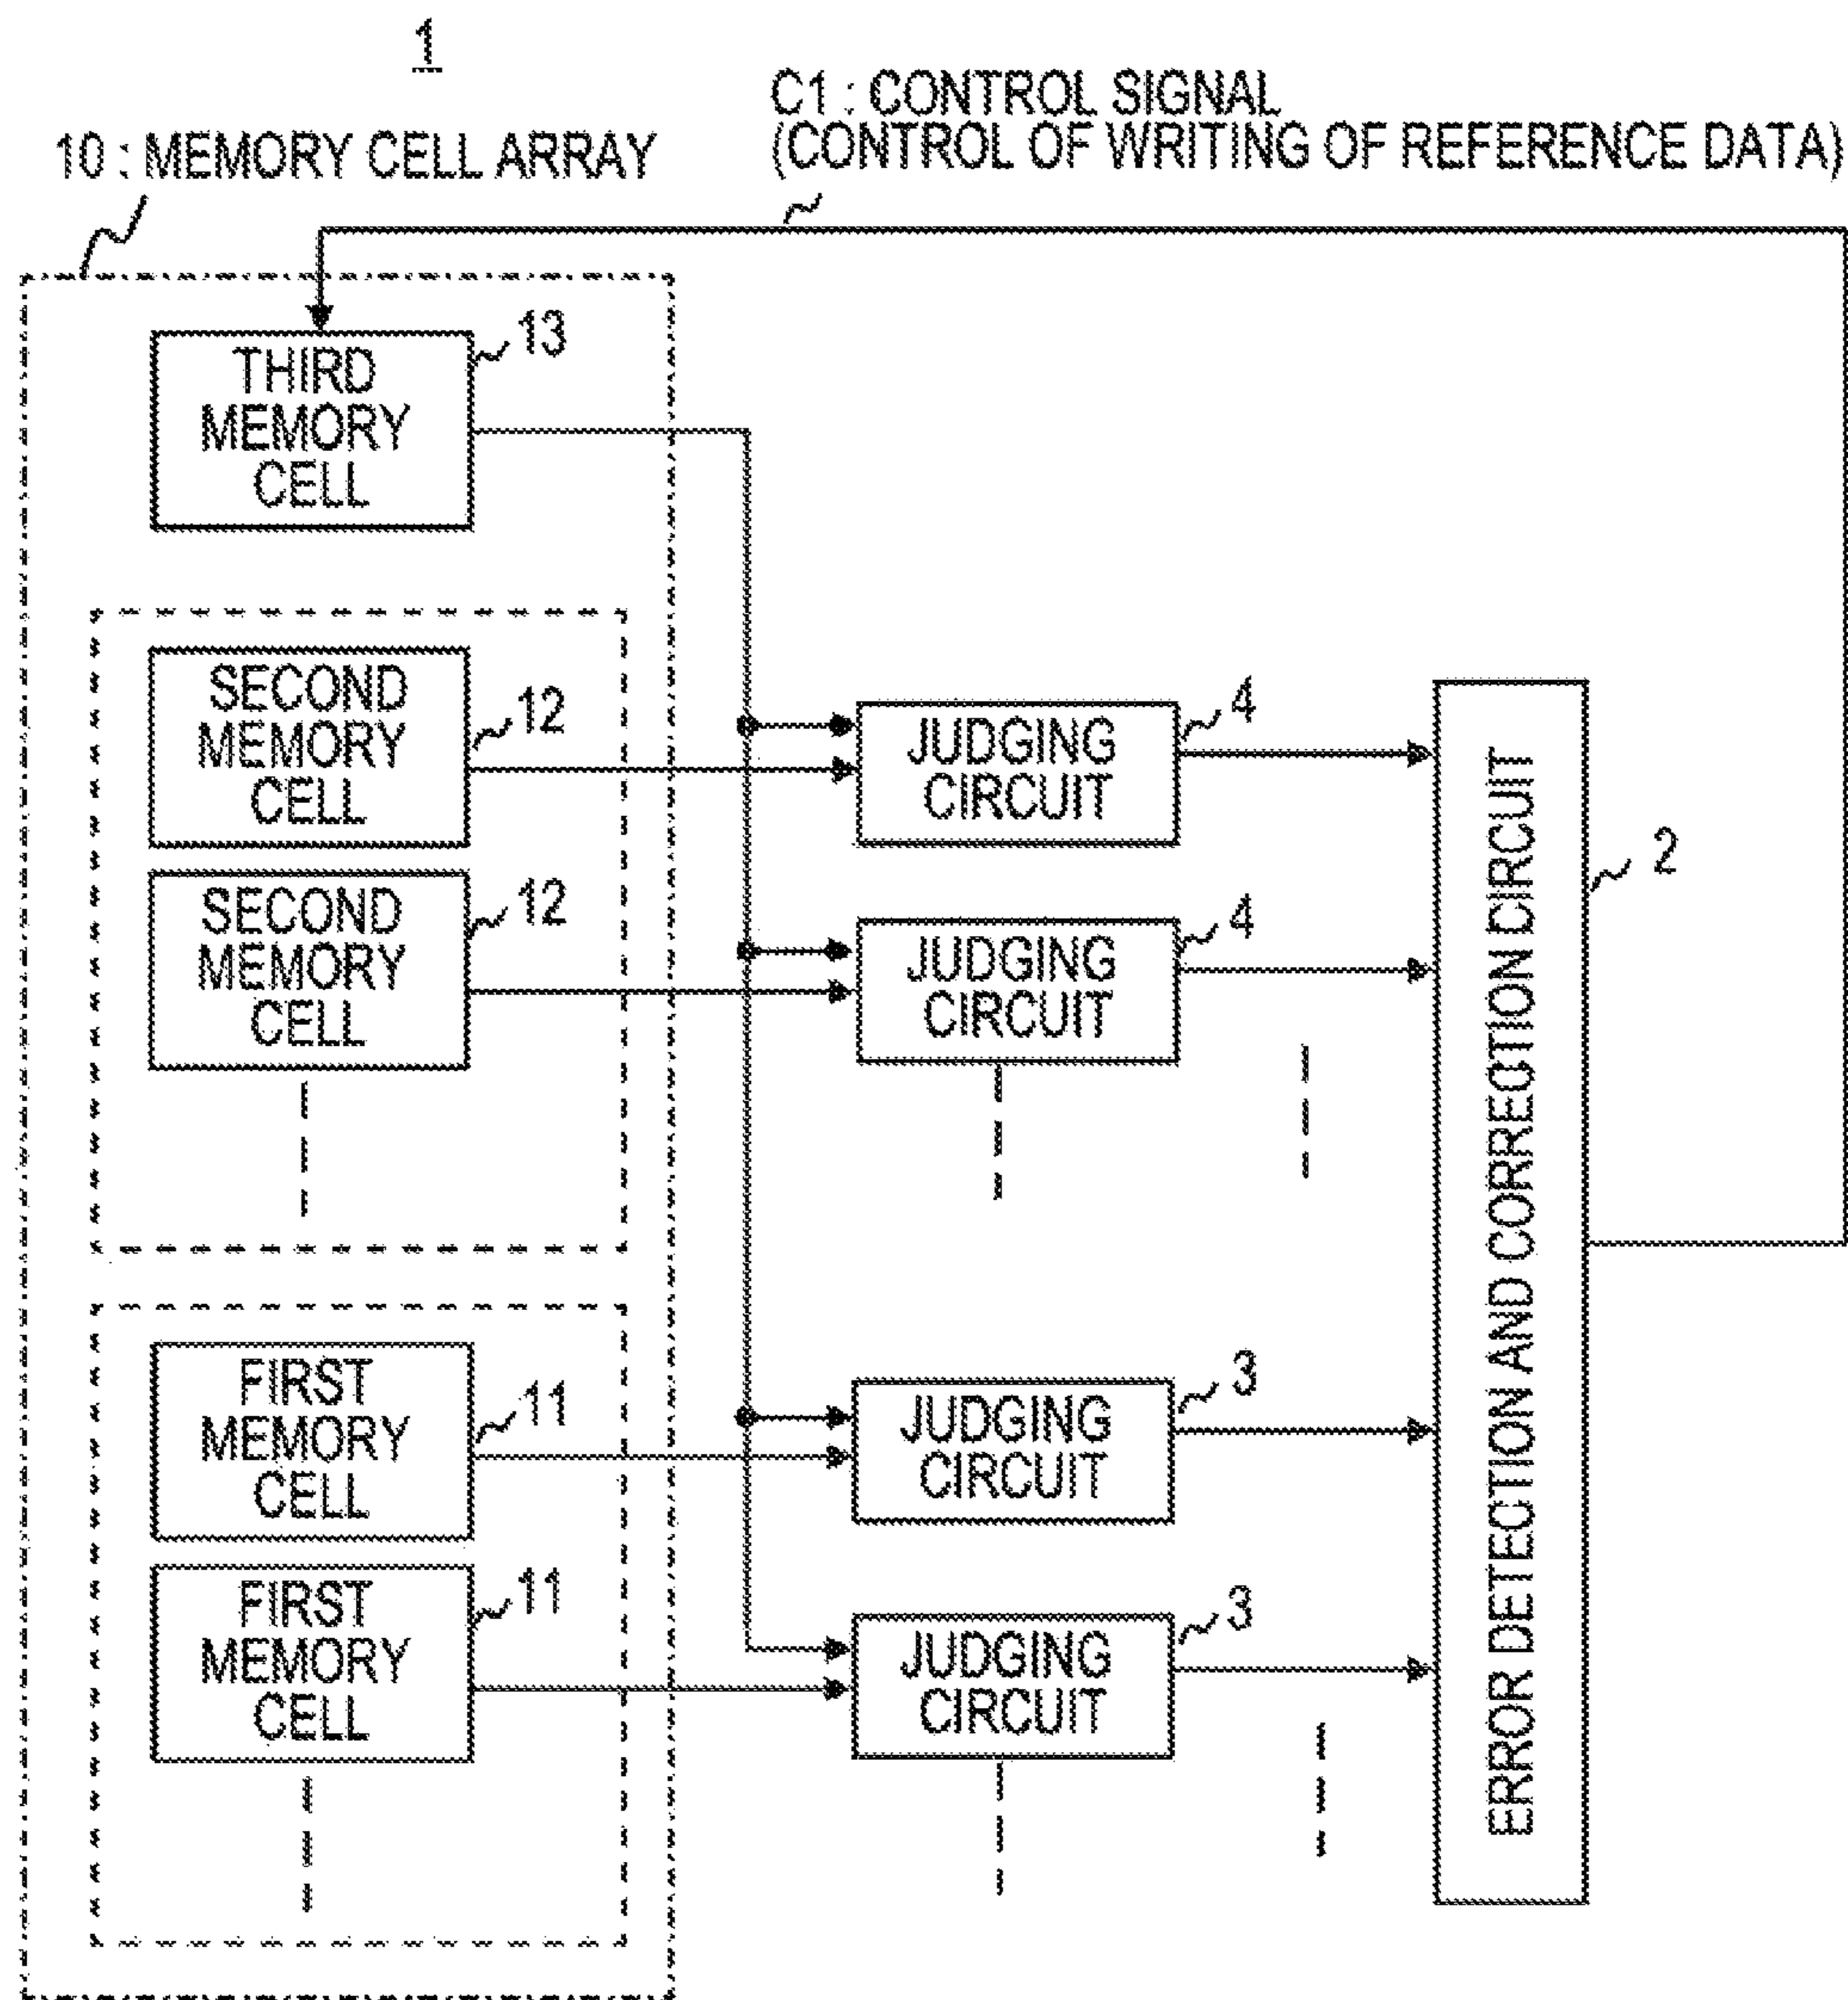 1
C1 : CONTROL SIGNAL
(CONTROL OF WRITING OF REFERENCE DATA)
10 : MEMORY CELL ARRAY
THIRD
MEMORY
CELL
13
SECOND
MEMORY
CELL
12
JUDGING
CIRCUIT
4
SECOND
MEMORY
CELL
12
JUDGING
CIRCUIT
4
FIRST
MEMORY
CELL
11
JUDGING
CIRCUIT
3
FIRST
MEMORY
CELL
11
JUDGING
CIRCUIT
3
ERROR DETECTION AND CORRECTION CIRCUIT
2